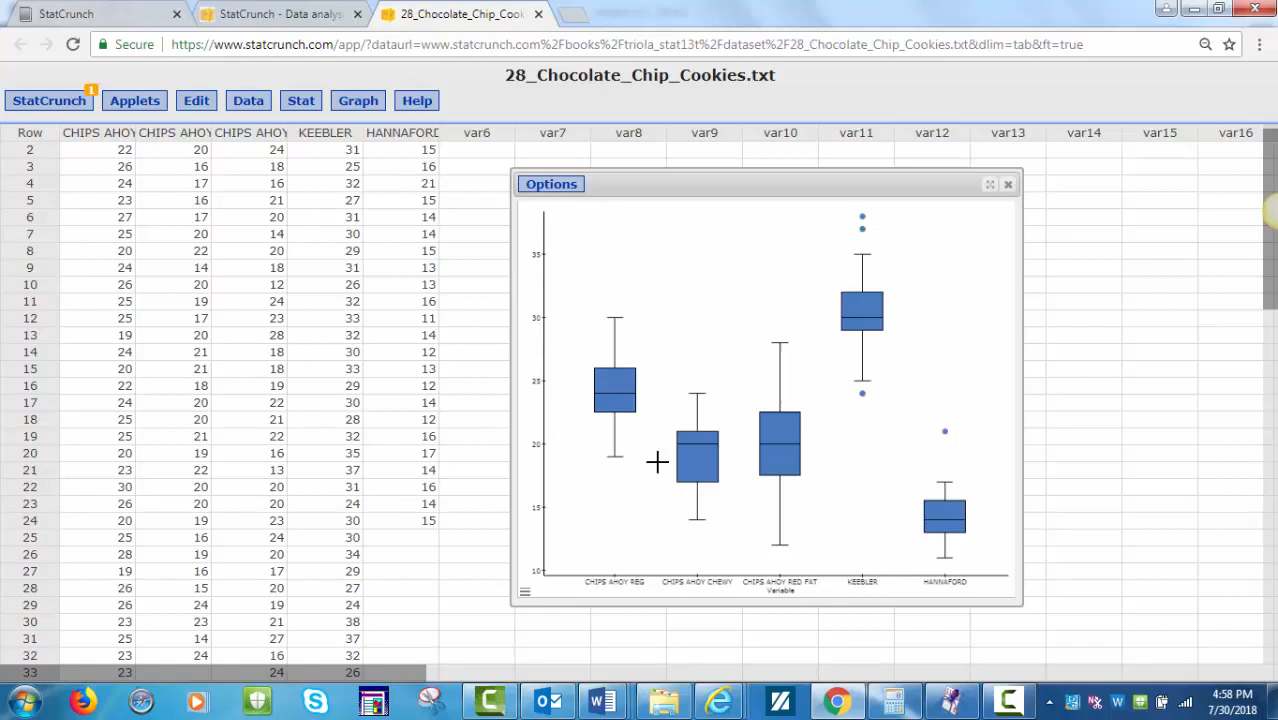 StatCrunch
StatCrunch - Data analys
28_Chocolate_Chip_Cook
Secure https://www.statcrunch.com/app/?dataurl=www.statcrunch.com%2Fbooks%2Ftriola_stat13t%2Fdataset%2F28_Chocolate_Chip_Cookies.txt&dlim=tab&ft=true
28_Chocolate_Chip_Cookies.txt
StatCrunch 1 Applets Edit Data Stat Graph Help
Row CHIPS AHOY CHIPS AHOY CHIPS AHOY KEEBLER HANNAFORD var6 var7 var8 var9 var10 var11 var12 var13 var14 var15 var16
2 22 20 24 31 15
3 26 16 18 25 16
4 24 17 16 32 21
5 23 16 21 27 15
6 27 17 20 31 14
7 25 20 14 30 14
8 20 22 20 29 15
9 24 14 18 31 13
10 26 20 12 26 13
11 25 19 24 32 16
12 25 17 23 33 11
13 19 20 28 32 14
14 24 21 18 30 12
15 20 21 18 33 13
16 22 18 19 29 12
17 24 20 22 30 14
18 25 20 21 28 12
19 25 21 22 32 16
20 20 19 16 35 17
21 23 22 13 37 14
22 30 20 20 31 16
23 26 20 20 24 14
24 20 19 23 30 15
25 25 16 24 30
26 28 19 20 34
27 19 16 17 29
28 26 15 20 27
29 26 24 19 24
30 23 23 21 38
31 25 14 27 37
32 23 24 16 32
33 23 24 26
Options
35
30
25
20
15
10
CHIPS AHOY REG CHIPS AHOY CHEWY CHIPS AHOY RED FAT KEEBLER HANNAFORD
Variable
4:58 PM
7/30/2018